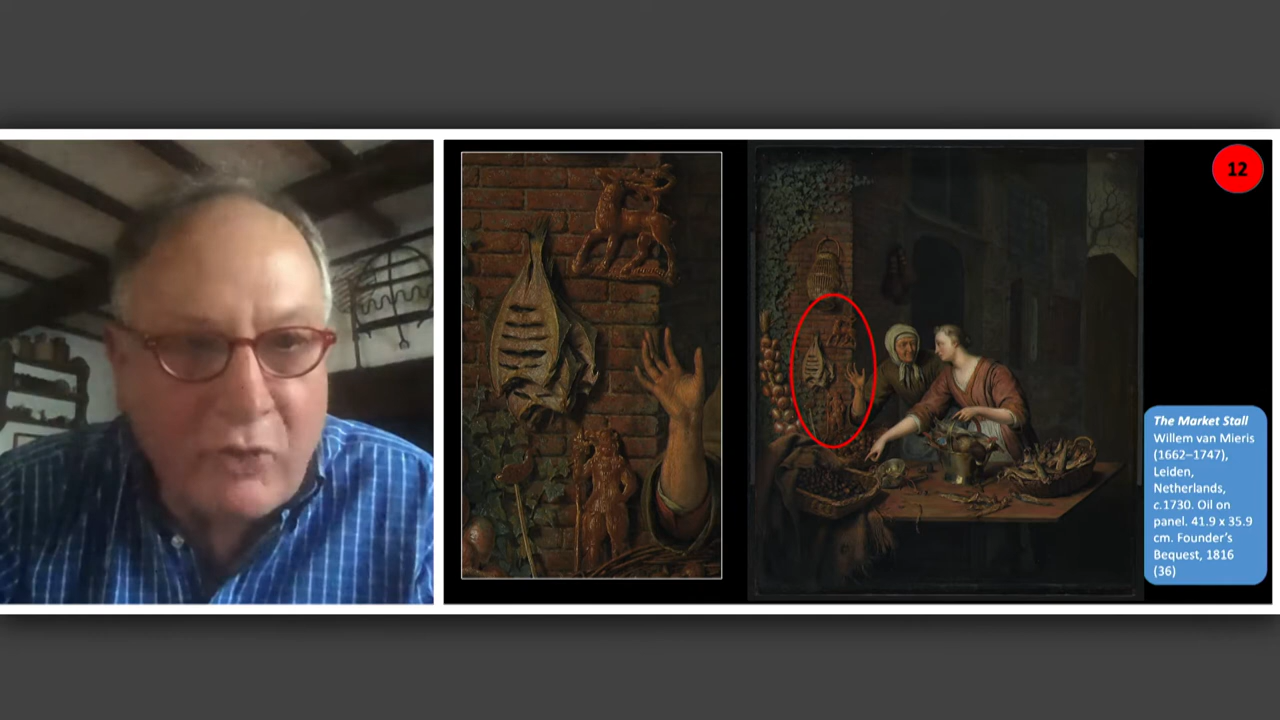 12
The Market Stall
Willem van Mieris
(1662–1747),
Leiden,
Netherlands,
c.1730. Oil on
panel. 41.9 x 35.9
cm. Founder's
Bequest, 1816
(36)